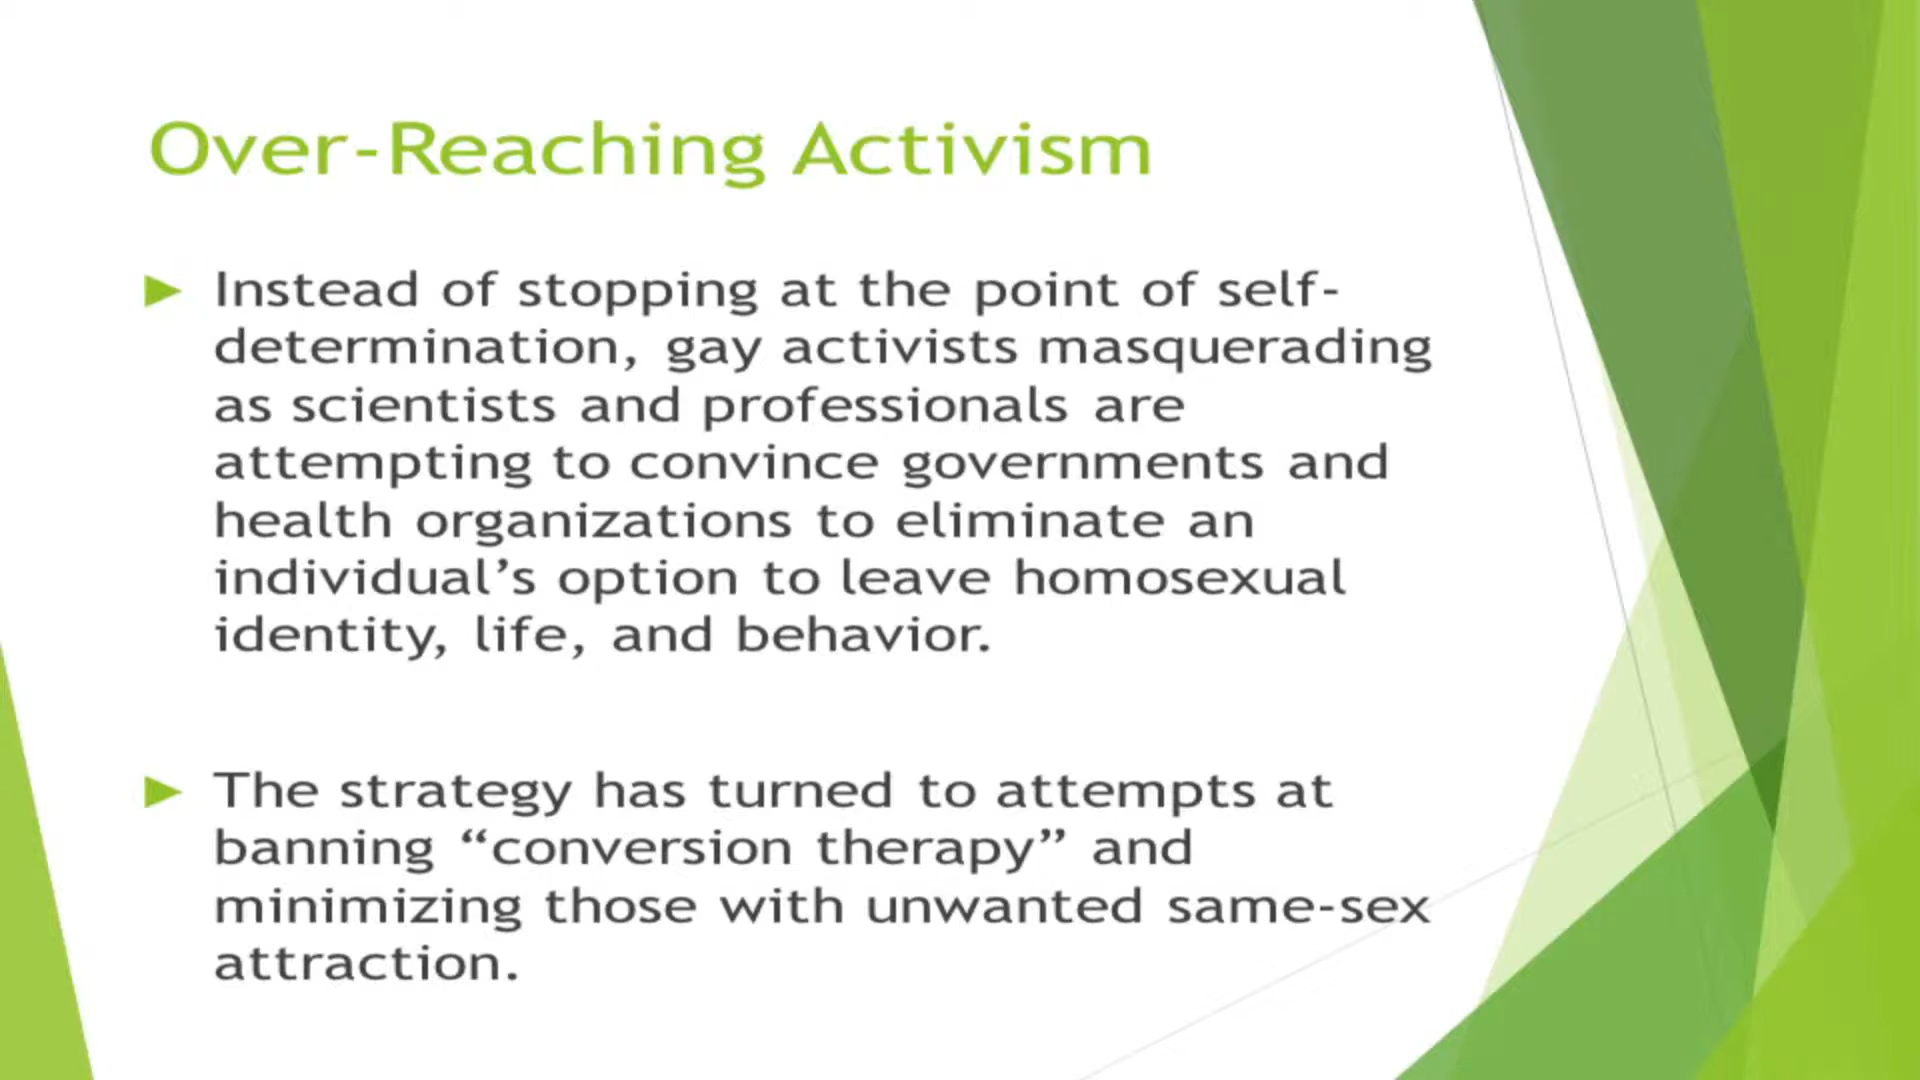 Over-Reaching Activism
Instead of stopping at the point of self-
determination, gay activists masquerading
as scientists and professionals are
attempting to convince governments and
health organizations to eliminate an
individual’s option to leave homosexual
identity, life, and behavior.
The strategy has turned to attempts at
banning “conversion therapy” and
minimizing those with unwanted same-sex
attraction.